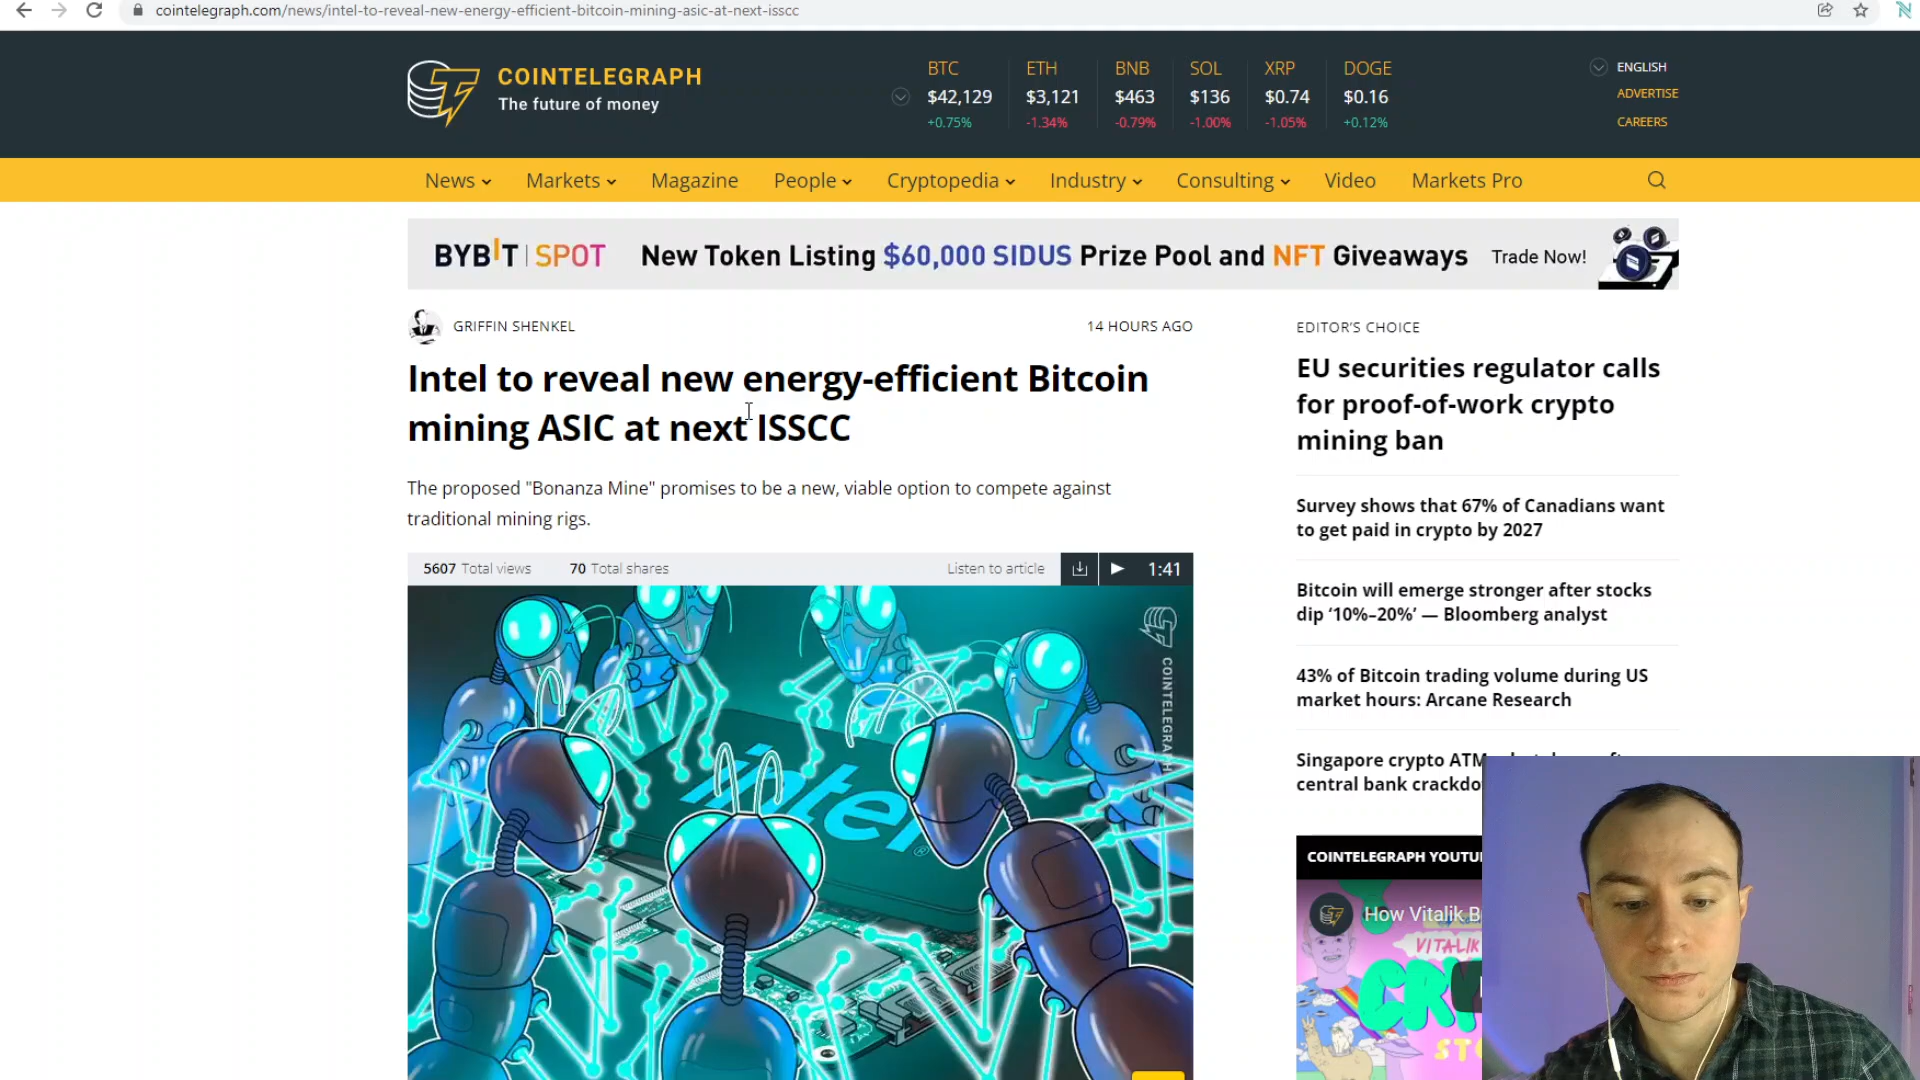 cointelegraph.com/news/intel-to-reveal-new-energy-efficient-bitcoin-mining-asic-at-next-isscc
COINTELEGRAPH
The future of money
BTC ETH BNB SOL XRP DOGE
$42,129 $3,121 $463 $136 $0.74 $0.16
+0.75% -1.34% -0.79% -1.00% -1.05% +0.12%
ENGLISH
ADVERTISE
CAREERS
News Markets Magazine People Cryptopedia Industry Consulting Video Markets Pro
BYBIT | SPOT New Token Listing $60,000 SIDUS Prize Pool and NFT Giveaways Trade Now!
GRIFFIN SHENKEL 14 HOURS AGO
Intel to reveal new energy-efficient Bitcoin
mining ASIC at next ISSCC
The proposed "Bonanza Mine" promises to be a new, viable option to compete against
traditional mining rigs.
5607 Total views 70 Total shares Listen to article 1:41
COINTELEGRAPH
intel
EDITOR'S CHOICE
EU securities regulator calls
for proof-of-work crypto
mining ban
Survey shows that 67% of Canadians want
to get paid in crypto by 2027
Bitcoin will emerge stronger after stocks
dip ‘10%–20%’ — Bloomberg analyst
43% of Bitcoin trading volume during US
market hours: Arcane Research
Singapore crypto ATM
central bank crackdo
COINTELEGRAPH YOUTU
How Vitalik B
VITALIK
CR
ST